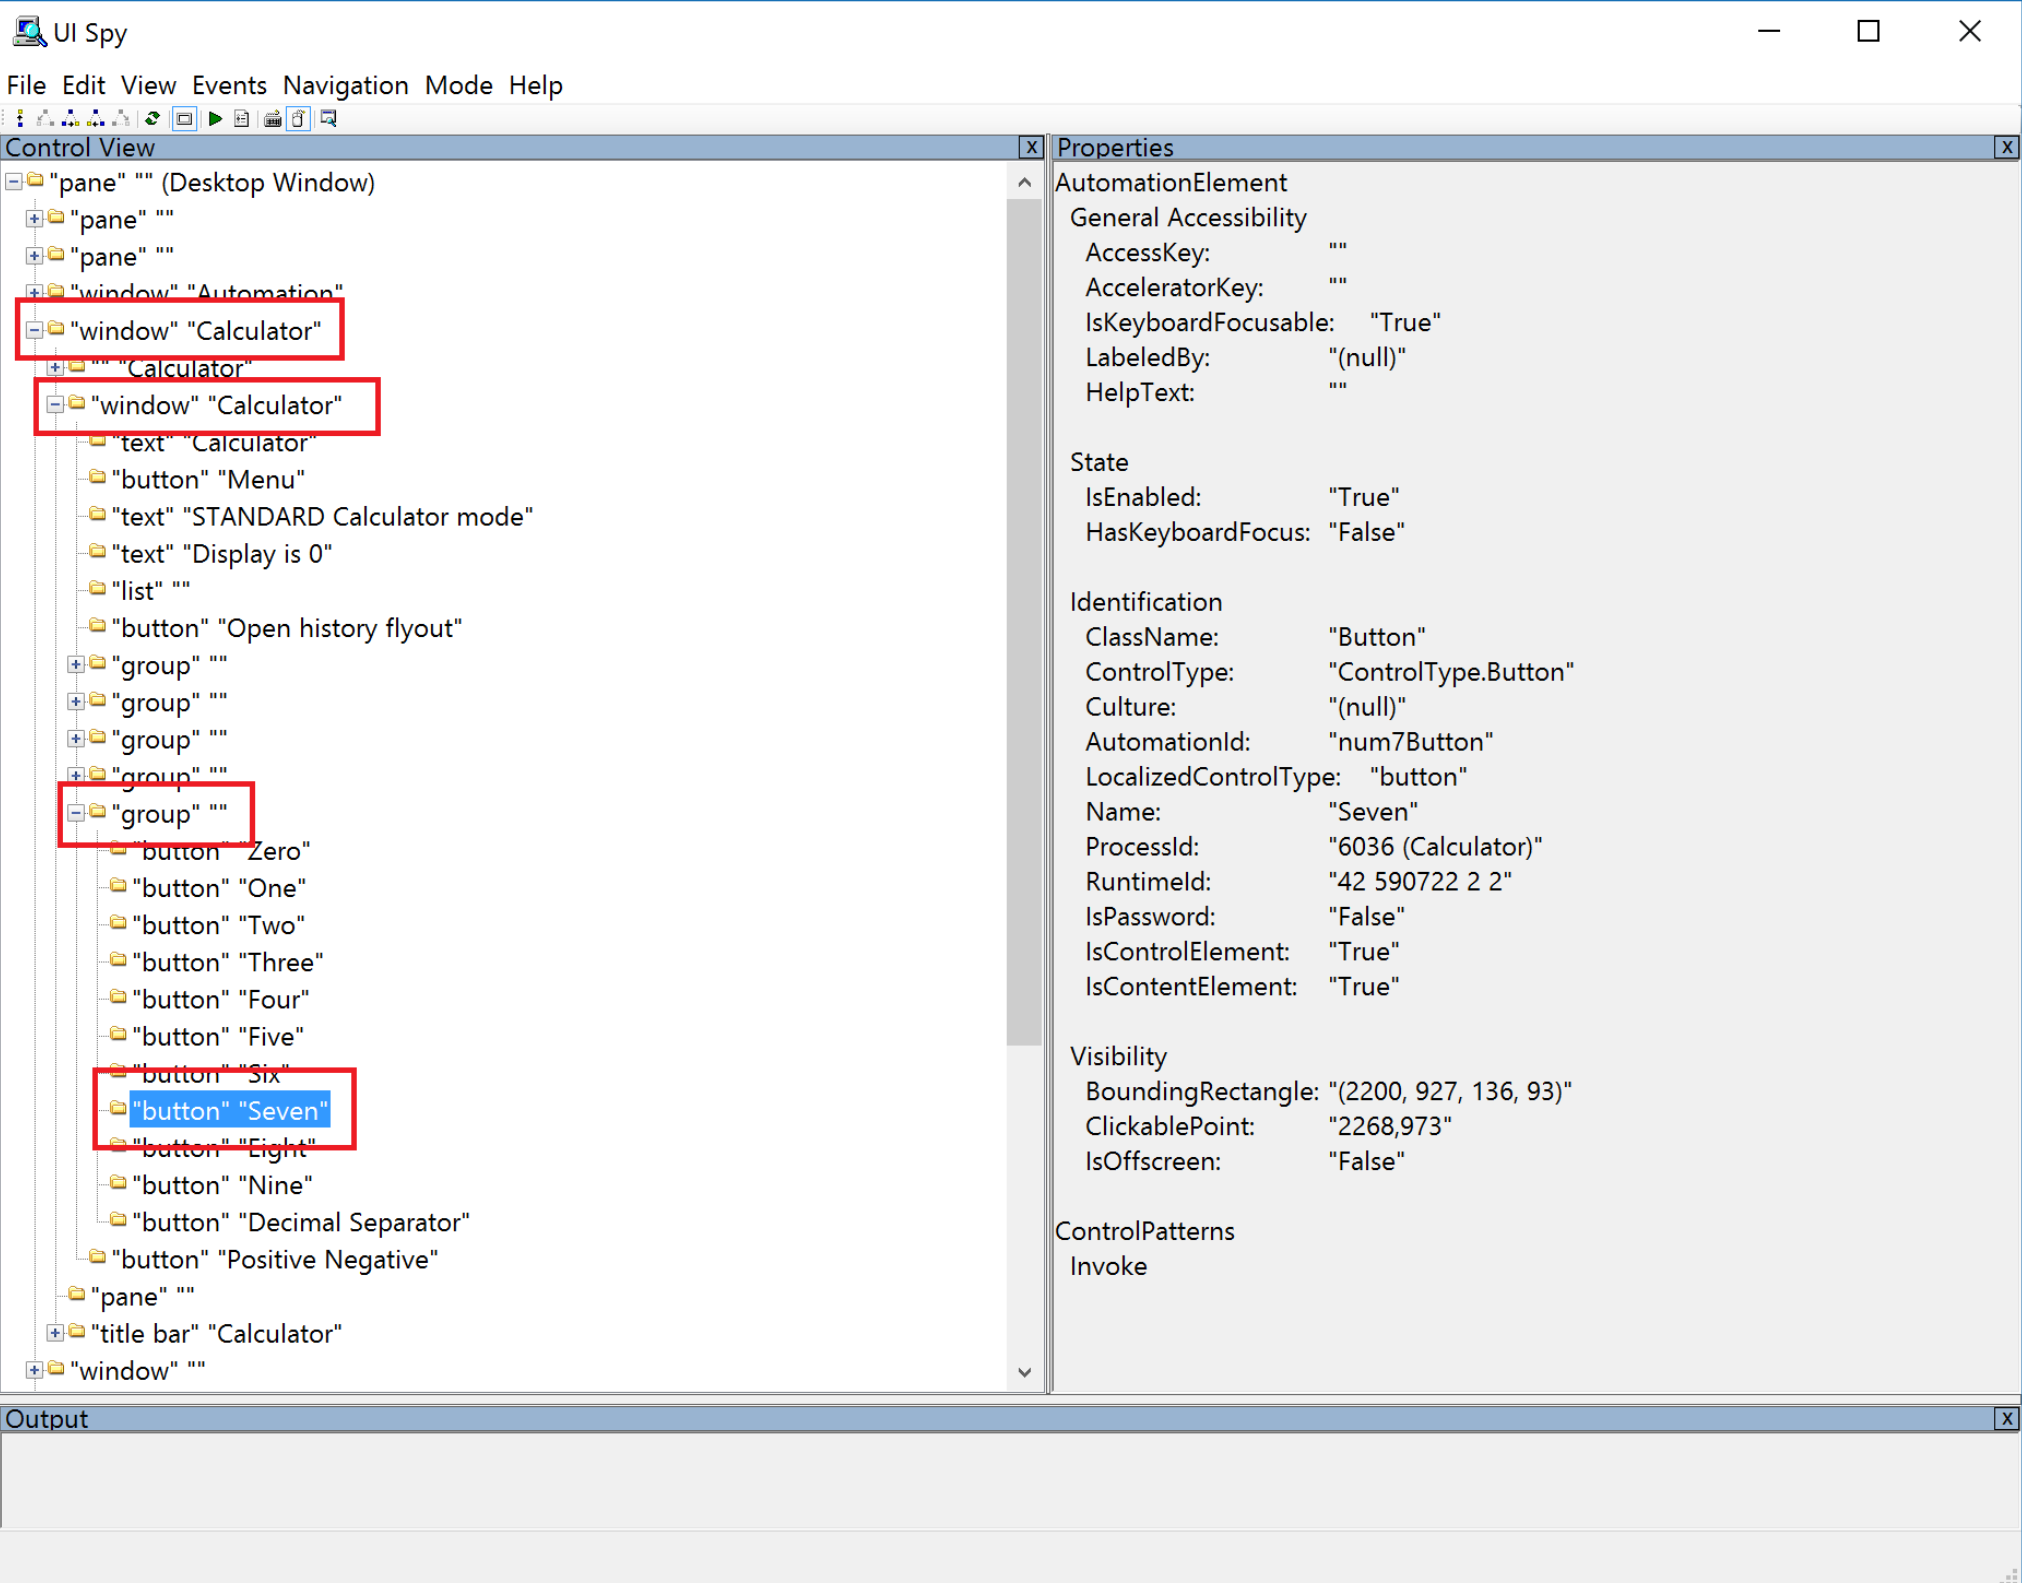 UI Spy
File Edit View Events Navigation Mode Help
Control View
"pane" "" (Desktop Window)
"pane" ""
"pane" ""
"window" "Automation"
"window" "Calculator"
"" "Calculator"
"window" "Calculator"
"text" "Calculator"
"button" "Menu"
"text" "STANDARD Calculator mode"
"text" "Display is 0"
"list" ""
"button" "Open history flyout"
"group" ""
"group" ""
"group" ""
"group" ""
"group" ""
"button" "Zero"
"button" "One"
"button" "Two"
"button" "Three"
"button" "Four"
"button" "Five"
"button" "Six"
"button" "Seven"
"button" "Eight"
"button" "Nine"
"button" "Decimal Separator"
"button" "Positive Negative"
"pane" ""
"title bar" "Calculator"
"window" ""
Properties
AutomationElement
General Accessibility
AccessKey: ""
AcceleratorKey: ""
IsKeyboardFocusable: "True"
LabeledBy: "(null)"
HelpText: ""
State
IsEnabled: "True"
HasKeyboardFocus: "False"
Identification
ClassName: "Button"
ControlType: "ControlType.Button"
Culture: "(null)"
AutomationId: "num7Button"
LocalizedControlType: "button"
Name: "Seven"
ProcessId: "6036 (Calculator)"
RuntimeId: "42 590722 2 2"
IsPassword: "False"
IsControlElement: "True"
IsContentElement: "True"
Visibility
BoundingRectangle: "(2200, 927, 136, 93)"
ClickablePoint: "2268,973"
IsOffscreen: "False"
ControlPatterns
Invoke
Output